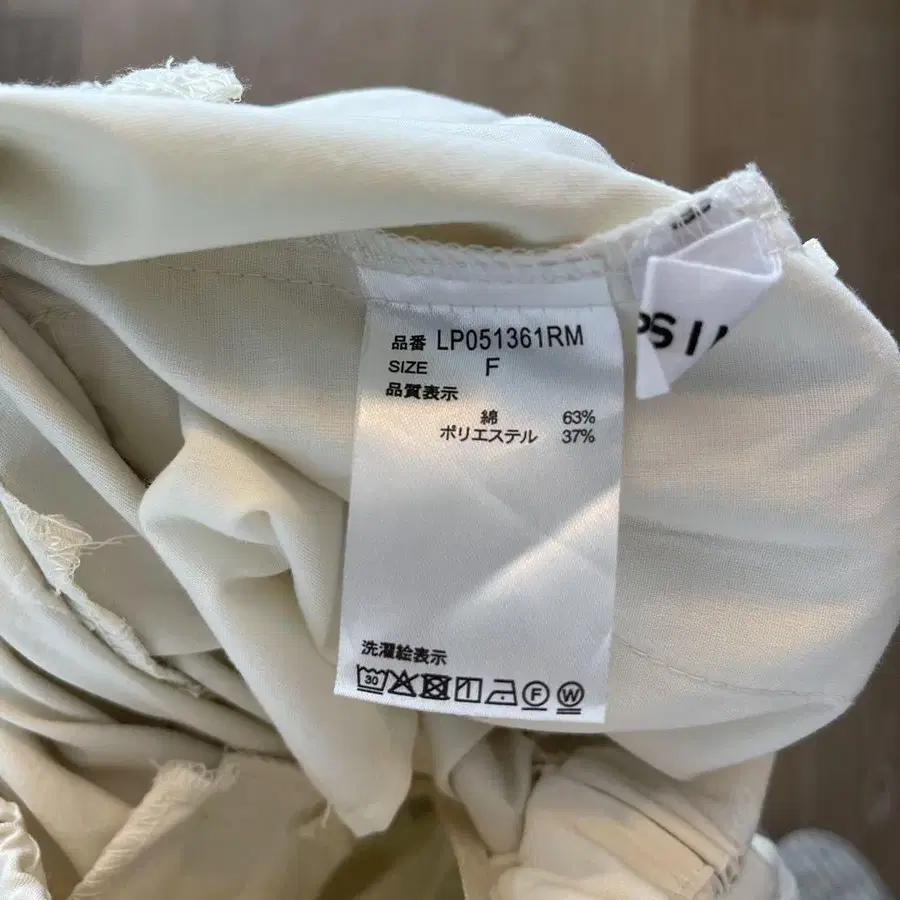 品番 LP051361RM
SIZE F
品質表示
綿 63%
ポリエステル 37%
洗濯絵表示
30
F W